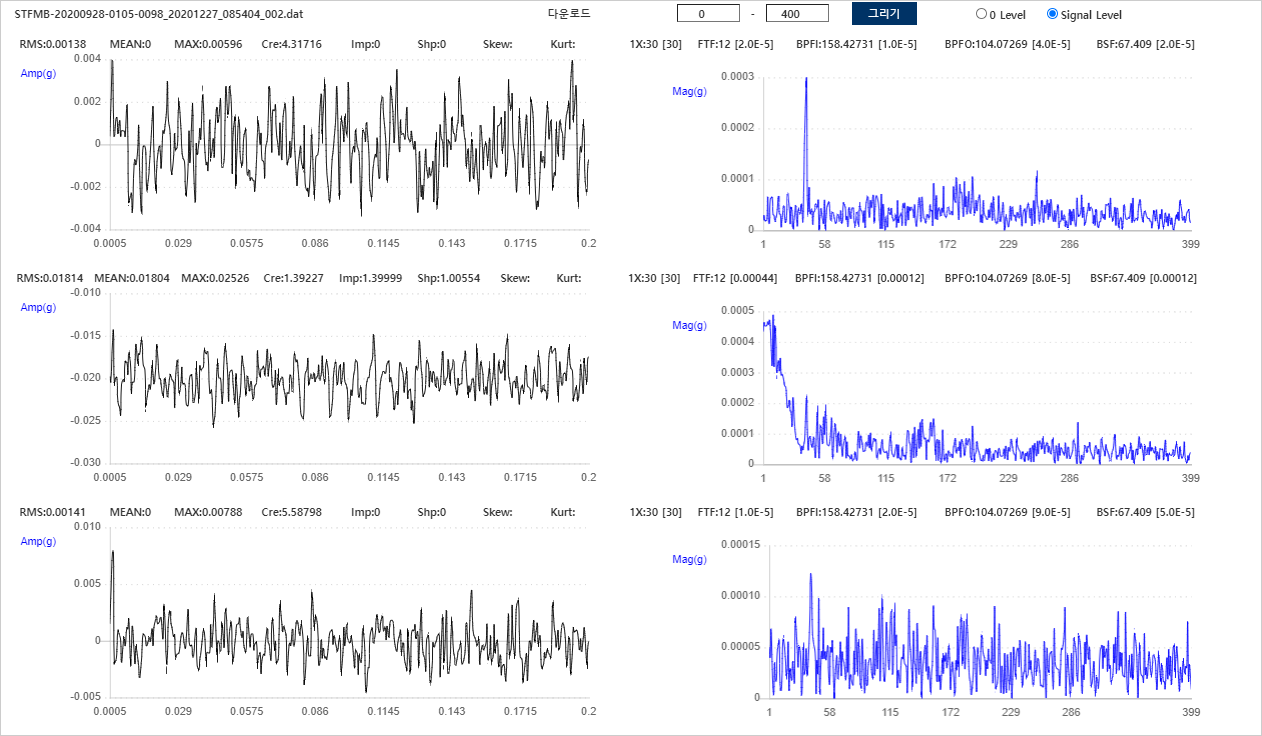 STFMB-20200928-0105-0098_20201227_085404_002.dat 다운로드 0 - 400 그리기 0 Level Signal Level
RMS:0.00138 MEAN:0 MAX:0.00596 Cre:4.31716 Imp:0 Shp:0 Skew: Kurt:
Amp(g)
0.004
0.002
0
-0.002
-0.004
0.0005 0.029 0.0575 0.086 0.1145 0.143 0.1715 0.2
1X:30 [30] FTF:12 [2.0E-5] BPFI:158.42731 [1.0E-5] BPFO:104.07269 [4.0E-5] BSF:67.409 [2.0E-5]
Mag(g)
0.0003
0.0002
0.0001
0
1 58 115 172 229 286 399
RMS:0.01814 MEAN:0.01804 MAX:0.02526 Cre:1.39227 Imp:1.39999 Shp:1.00554 Skew: Kurt:
Amp(g)
-0.010
-0.015
-0.020
-0.025
-0.030
0.0005 0.029 0.0575 0.086 0.1145 0.143 0.1715 0.2
1X:30 [30] FTF:12 [0.00044] BPFI:158.42731 [0.00012] BPFO:104.07269 [8.0E-5] BSF:67.409 [0.00012]
Mag(g)
0.0005
0.0004
0.0003
0.0002
0.0001
0
1 58 115 172 229 286 399
RMS:0.00141 MEAN:0 MAX:0.00788 Cre:5.58798 Imp:0 Shp:0 Skew: Kurt:
Amp(g)
0.010
0.005
0
-0.005
0.0005 0.029 0.0575 0.086 0.1145 0.143 0.1715 0.2
1X:30 [30] FTF:12 [1.0E-5] BPFI:158.42731 [2.0E-5] BPFO:104.07269 [9.0E-5] BSF:67.409 [5.0E-5]
Mag(g)
0.00015
0.00010
0.00005
0
1 58 115 172 229 286 399